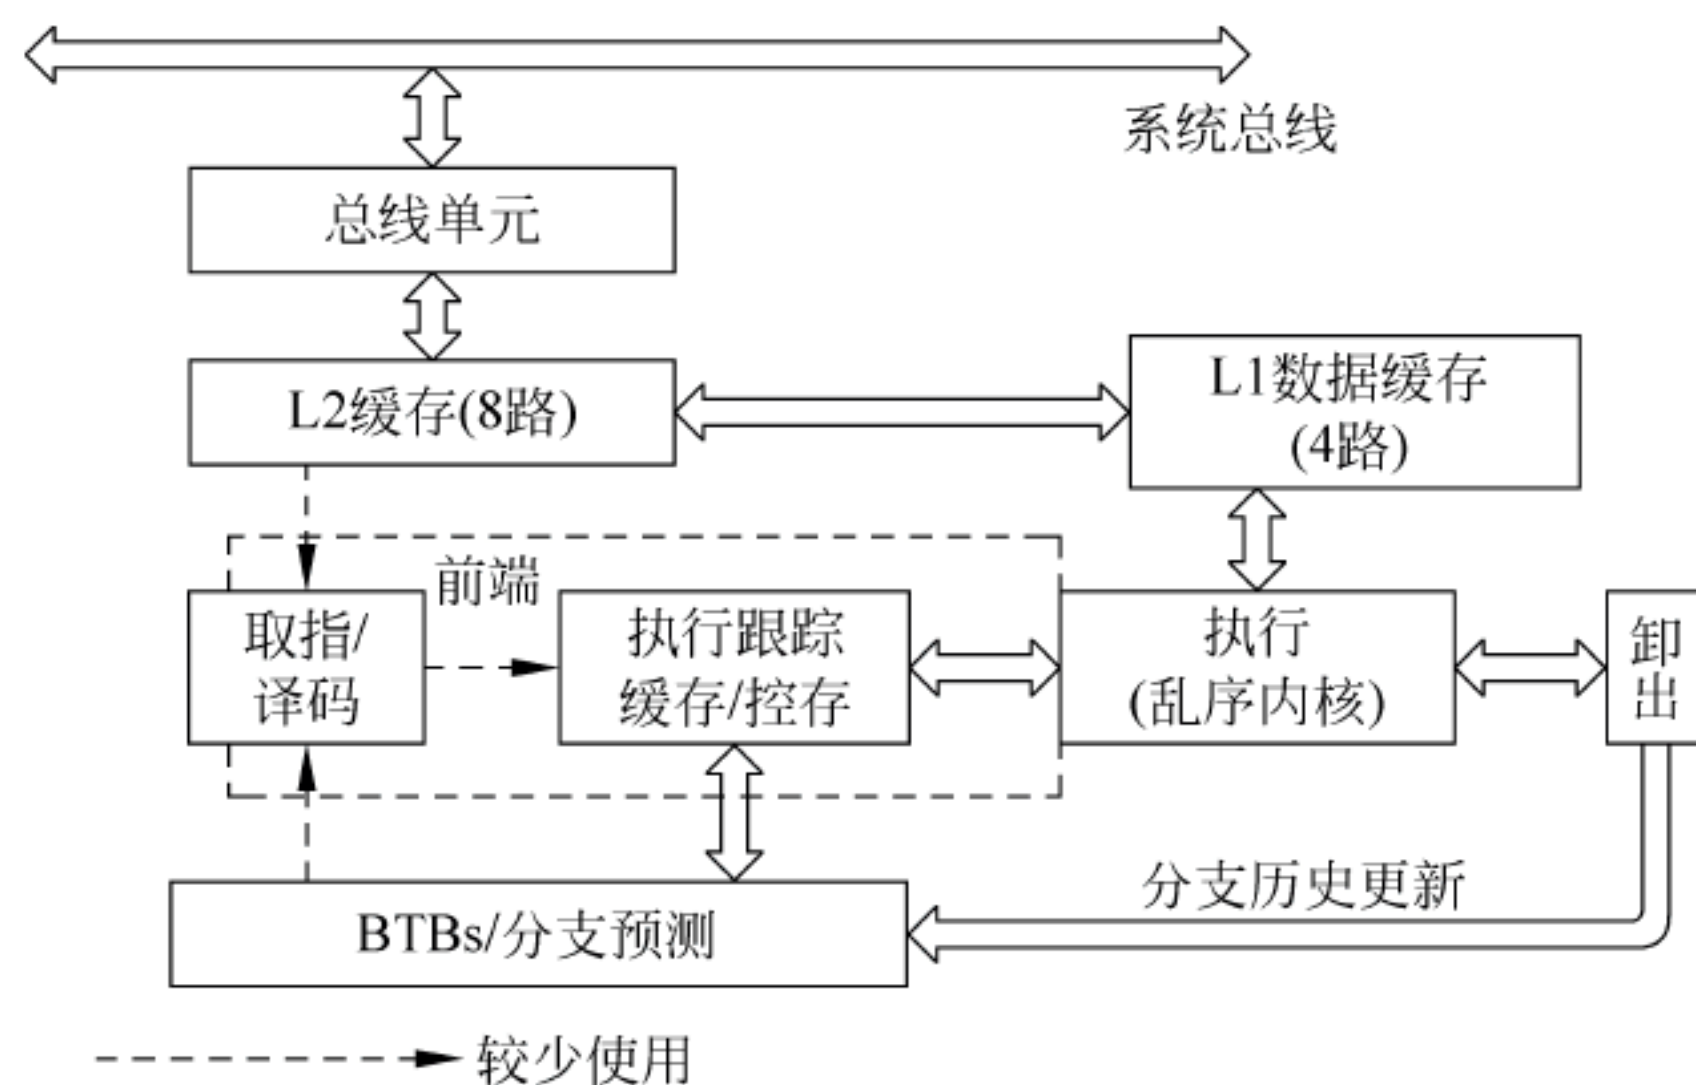 系统总线
总线单元
L2缓存(8路)
L1数据缓存
(4路)
前端
取指/
译码
执行跟踪
缓存/控存
执行
(乱序内核)
卸
出
分支历史更新
BTBs/分支预测
较少使用